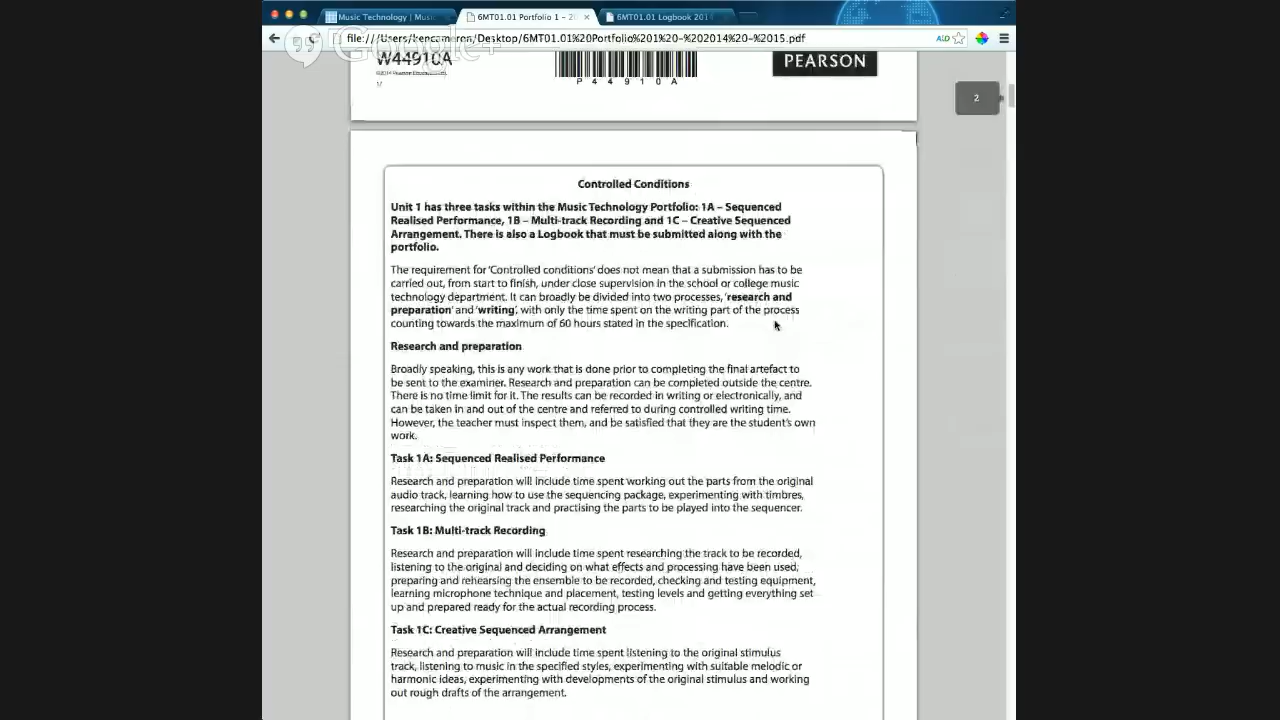 Music Technology | Musi
6MT01.01 Portfolio 1 – 20
6MT01.01 Logbook 2014
file:///Users/kencameron/Desktop/6MT01.01%20Portfolio%201%20-%202014%20-%2015.pdf
Google+
W44910A
P 4 4 9 1 0 A
PEARSON
2
Controlled Conditions
Unit 1 has three tasks within the Music Technology Portfolio: 1A – Sequenced
Realised Performance, 1B – Multi-track Recording and 1C – Creative Sequenced
Arrangement. There is also a Logbook that must be submitted along with the
portfolio.
The requirement for 'Controlled conditions' does not mean that a submission has to be
carried out, from start to finish, under close supervision in the school or college music
technology department. It can broadly be divided into two processes, 'research and
preparation' and 'writing', with only the time spent on the writing part of the process
counting towards the maximum of 60 hours stated in the specification.
Research and preparation
Broadly speaking, this is any work that is done prior to completing the final artefact to
be sent to the examiner. Research and preparation can be completed outside the centre.
There is no time limit for it. The results can be recorded in writing or electronically, and
can be taken in and out of the centre and referred to during controlled writing time.
However, the teacher must inspect them, and be satisfied that they are the student's own
work.
Task 1A: Sequenced Realised Performance
Research and preparation will include time spent working out the parts from the original
audio track, learning how to use the sequencing package, experimenting with timbres,
researching the original track and practising the parts to be played into the sequencer.
Task 1B: Multi-track Recording
Research and preparation will include time spent researching the track to be recorded,
listening to the original and deciding on what effects and processing have been used,
preparing and rehearsing the ensemble to be recorded, checking and testing equipment,
learning microphone technique and placement, testing levels and getting everything set
up and prepared ready for the actual recording process.
Task 1C: Creative Sequenced Arrangement
Research and preparation will include time spent listening to the original stimulus
track, listening to music in the specified styles, experimenting with suitable melodic or
harmonic ideas, experimenting with developments of the original stimulus and working
out rough drafts of the arrangement.